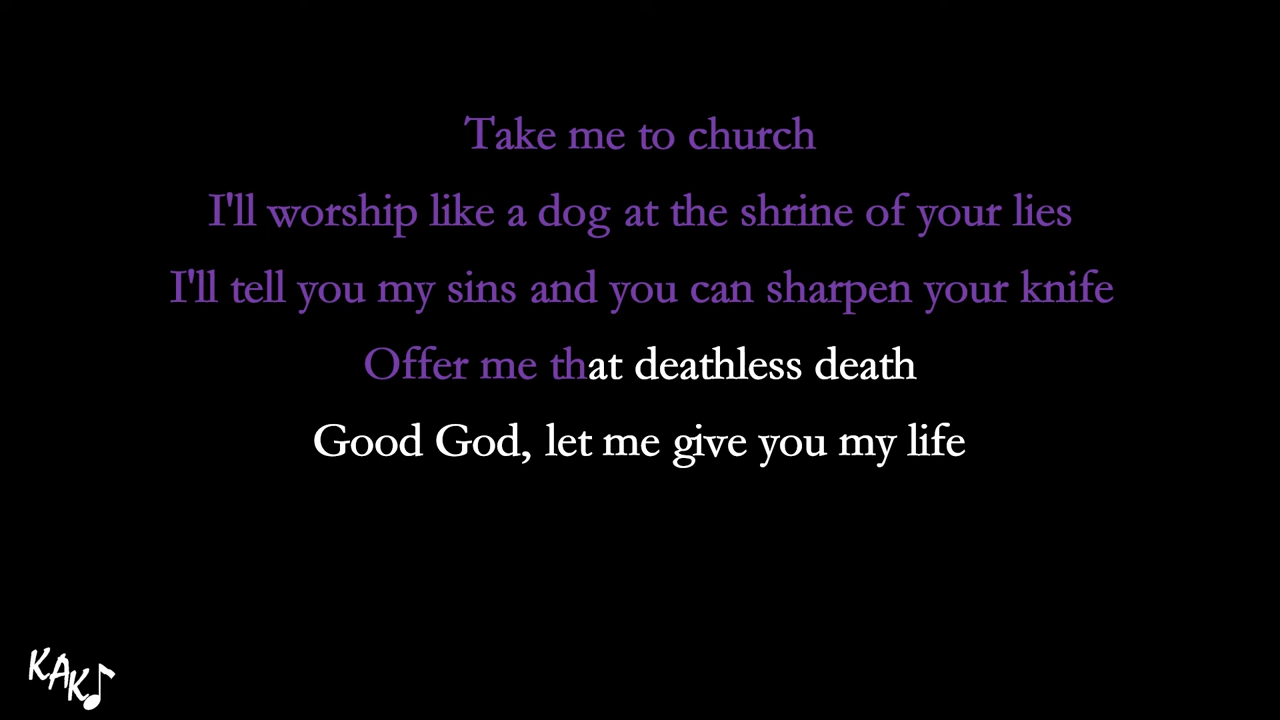 Take me to church
I'll worship like a dog at the shrine of your lies
I'll tell you my sins and you can sharpen your knife
Offer me that deathless death
Good God, let me give you my life
KAK